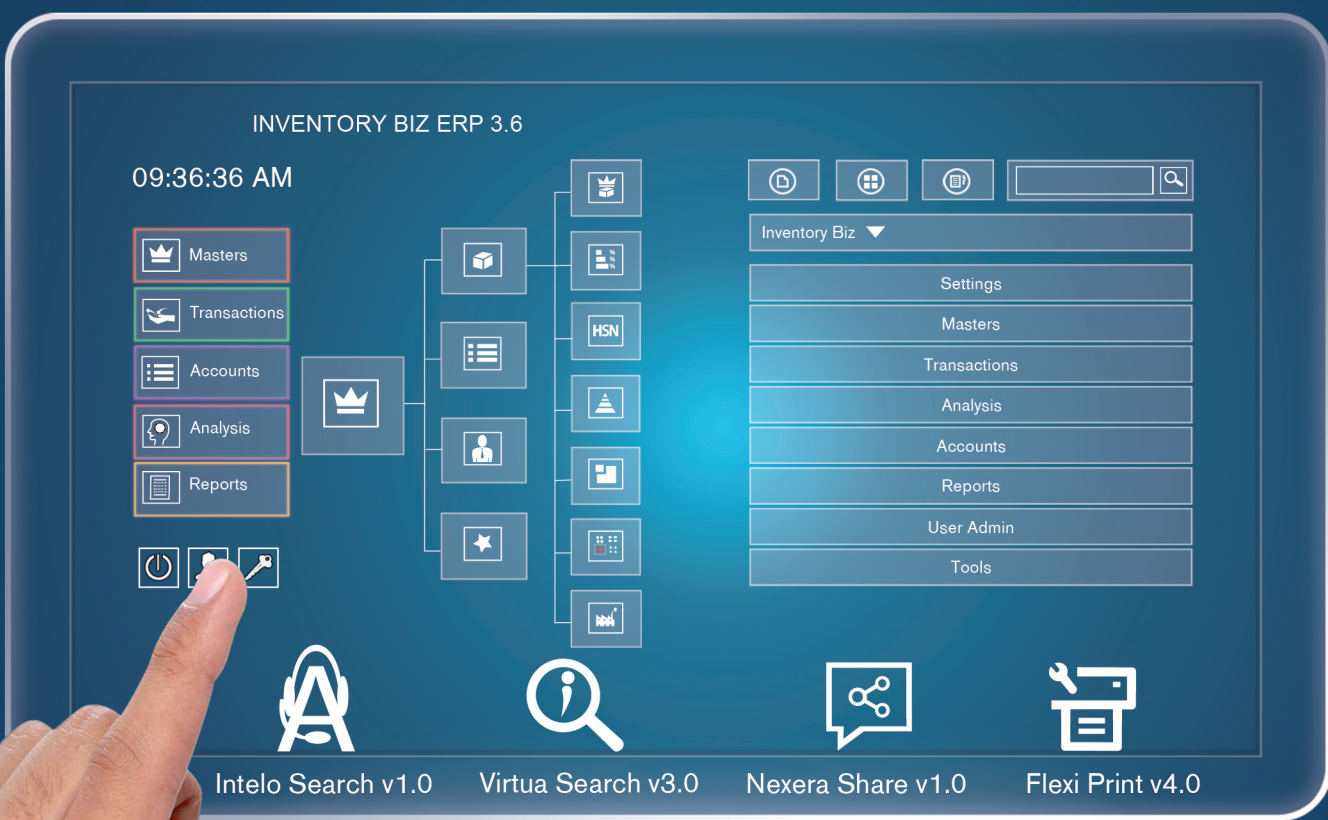 INVENTORY BIZ ERP 3.6
09:36:36 AM
Masters
Transactions
Accounts
Analysis
Reports
%
%
%
HSN
Inventory Biz
Settings
Masters
Transactions
Analysis
Accounts
Reports
User Admin
Tools
Intelo Search v1.0
Virtua Search v3.0
Nexera Share v1.0
Flexi Print v4.0